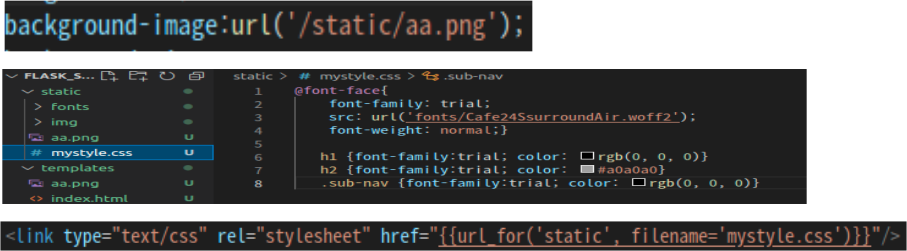 background-image:url('/static/aa.png');
FLASK_S...
static
fonts
img
aa.png U
# mystyle.css U
templates
aa.png U
<> index.html U
static > # mystyle.css > .sub-nav
1 @font-face{
2 font-family: trial;
3 src: url('fonts/Cafe24SsurroundAir.woff2');
4 font-weight: normal;}
5
6 h1 {font-family:trial; color: rgb(0, 0, 0)}
7 h2 {font-family:trial; color: #a0a0a0}
8 .sub-nav {font-family:trial; color: rgb(0, 0, 0)}
<link type="text/css" rel="stylesheet" href="{{url_for('static', filename='mystyle.css')}}"/>